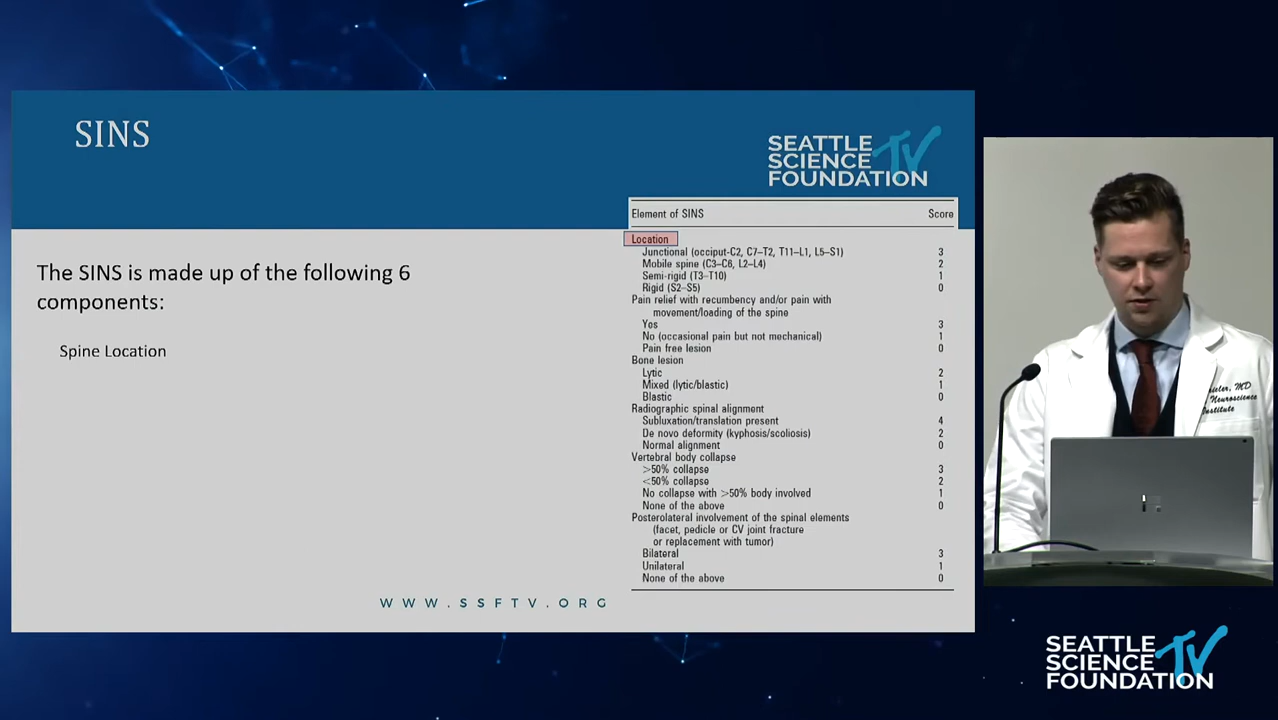 SINS
SEATTLE
SCIENCE TV
FOUNDATION
The SINS is made up of the following 6
components:
Spine Location
Element of SINS Score
Location
Junctional (occiput-C2, C7–T2, T11–L1, L5–S1) 3
Mobile spine (C3–C6, L2–L4) 2
Semi-rigid (T3–T10) 1
Rigid (S2–S5) 0
Pain relief with recumbency and/or pain with
movement/loading of the spine
Yes 3
No (occasional pain but not mechanical) 1
Pain free lesion 0
Bone lesion
Lytic 2
Mixed (lytic/blastic) 1
Blastic 0
Radiographic spinal alignment
Subluxation/translation present 4
De novo deformity (kyphosis/scoliosis) 2
Normal alignment 0
Vertebral body collapse
>50% collapse 3
<50% collapse 2
No collapse with >50% body involved 1
None of the above 0
Posterolateral involvement of the spinal elements
(facet, pedicle or CV joint fracture
or replacement with tumor)
Bilateral 3
Unilateral 1
None of the above 0
WWW.SSFTV.ORG
MD
Neuroscience
SEATTLE
SCIENCE TV
FOUNDATION